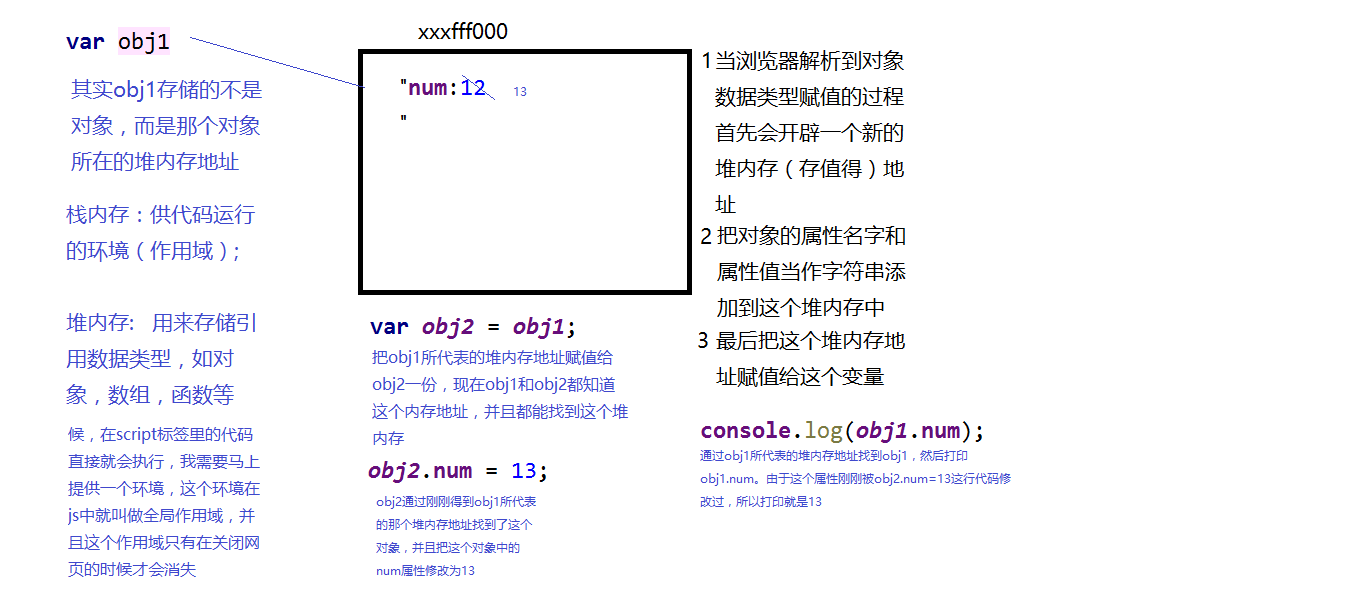 var obj1
其实obj1存储的不是
对象，而是那个对象
所在的堆内存地址
栈内存：供代码运行
的环境（作用域）；
堆内存: 用来存储引
用数据类型，如对
象，数组，函数等
候，在script标签里的代码
直接就会执行，我需要马上
提供一个环境，这个环境在
js中就叫做全局作用域，并
且这个作用域只有在关闭网
页的时候才会消失
xxxfff000
"num:12 13
"
var obj2 = obj1;
把obj1所代表的堆内存地址赋值给
obj2一份，现在obj1和obj2都知道
这个内存地址，并且都能找到这个堆
内存
obj2.num = 13;
obj2通过刚刚得到obj1所代表
的那个堆内存地址找到了这个
对象，并且把这个对象中的
num属性修改为13
1 当浏览器解析到对象
数据类型赋值的过程
首先会开辟一个新的
堆内存（存值得）地
址
2 把对象的属性名字和
属性值当作字符串添
加到这个堆内存中
3 最后把这个堆内存地
址赋值给这个变量
console.log(obj1.num);
通过obj1所代表的堆内存地址找到obj1，然后打印
obj1.num。由于这个属性刚刚被obj2.num=13这行代码修
改过，所以打印就是13